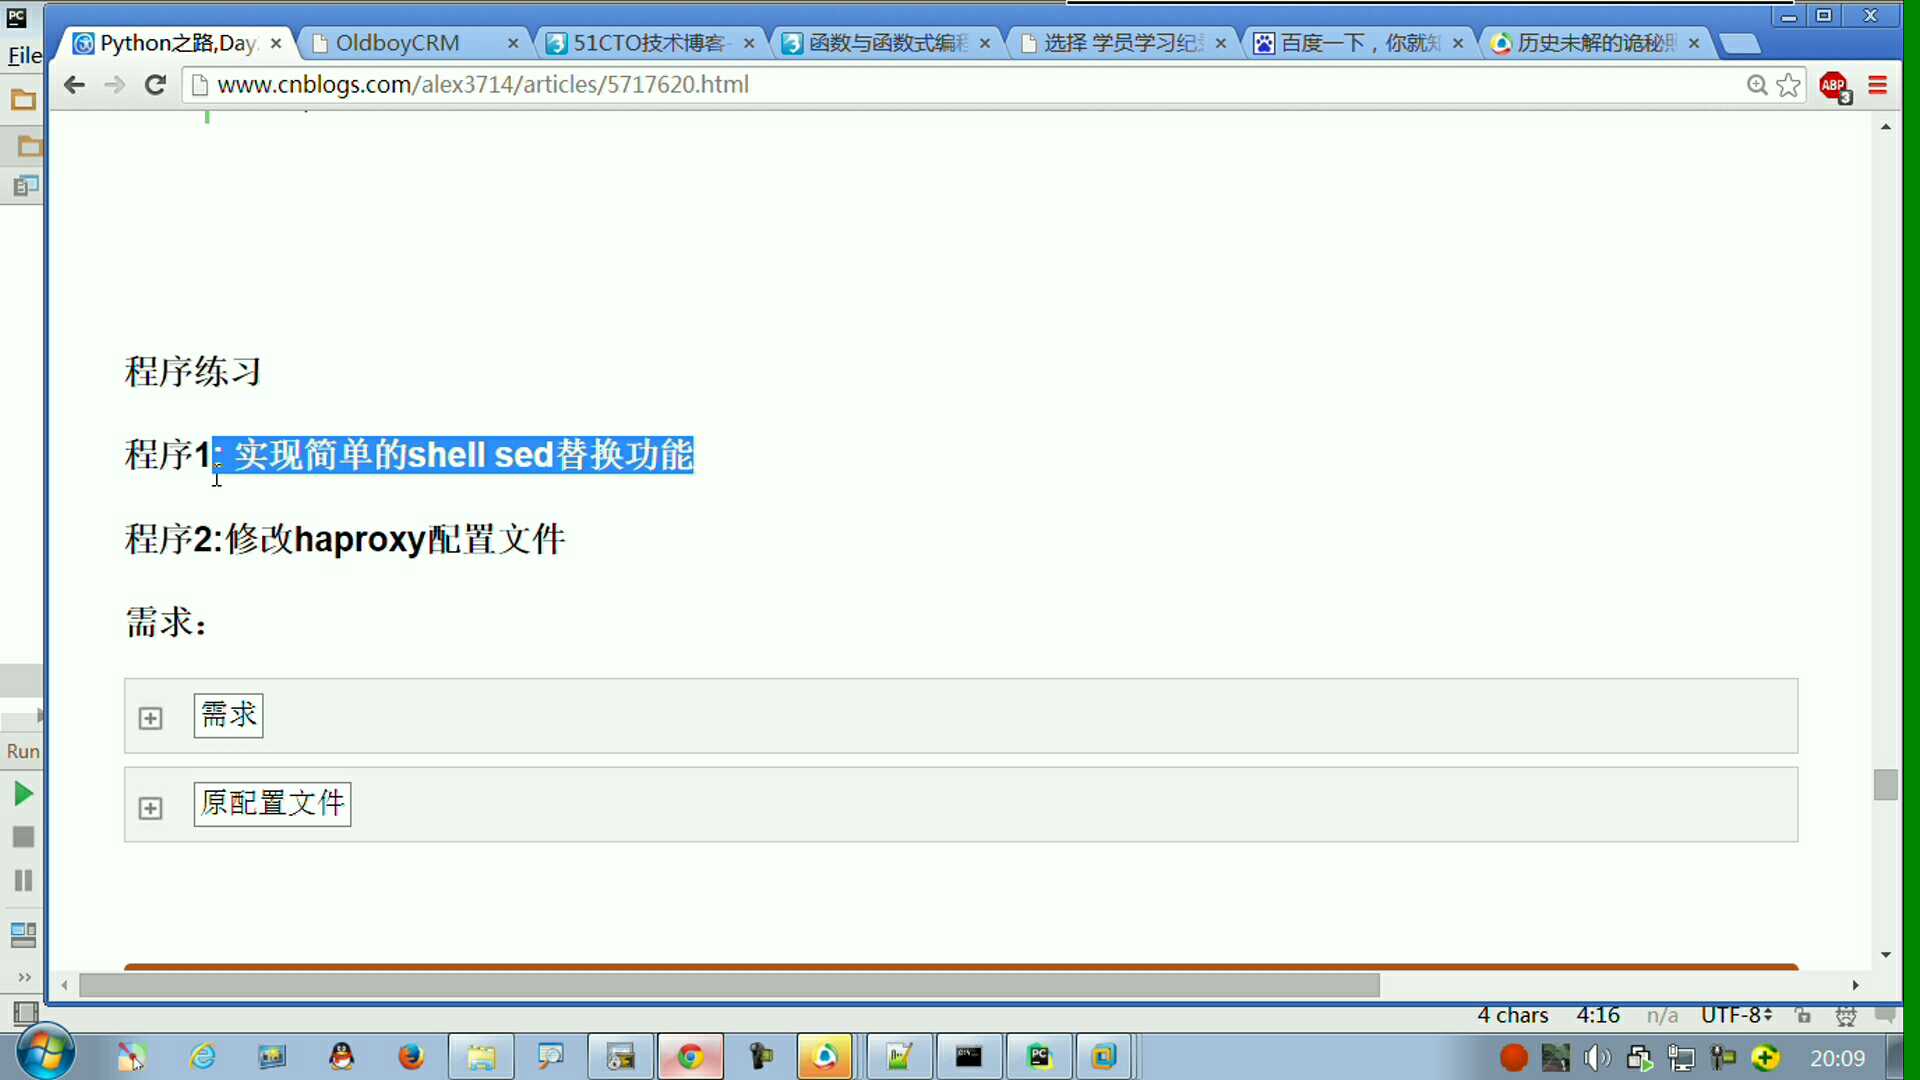 File
Python之路,Day
OldboyCRM
51CTO技术博客
函数与函数式编程
选择 学员学习纪录
百度一下，你就知
历史未解的诡秘照
www.cnblogs.com/alex3714/articles/5717620.html
ABP
3
程序练习
程序1: 实现简单的shell sed替换功能
程序2:修改haproxy配置文件
需求：
需求
原配置文件
Run
4 chars 4:16 n/a UTF-8
20:09